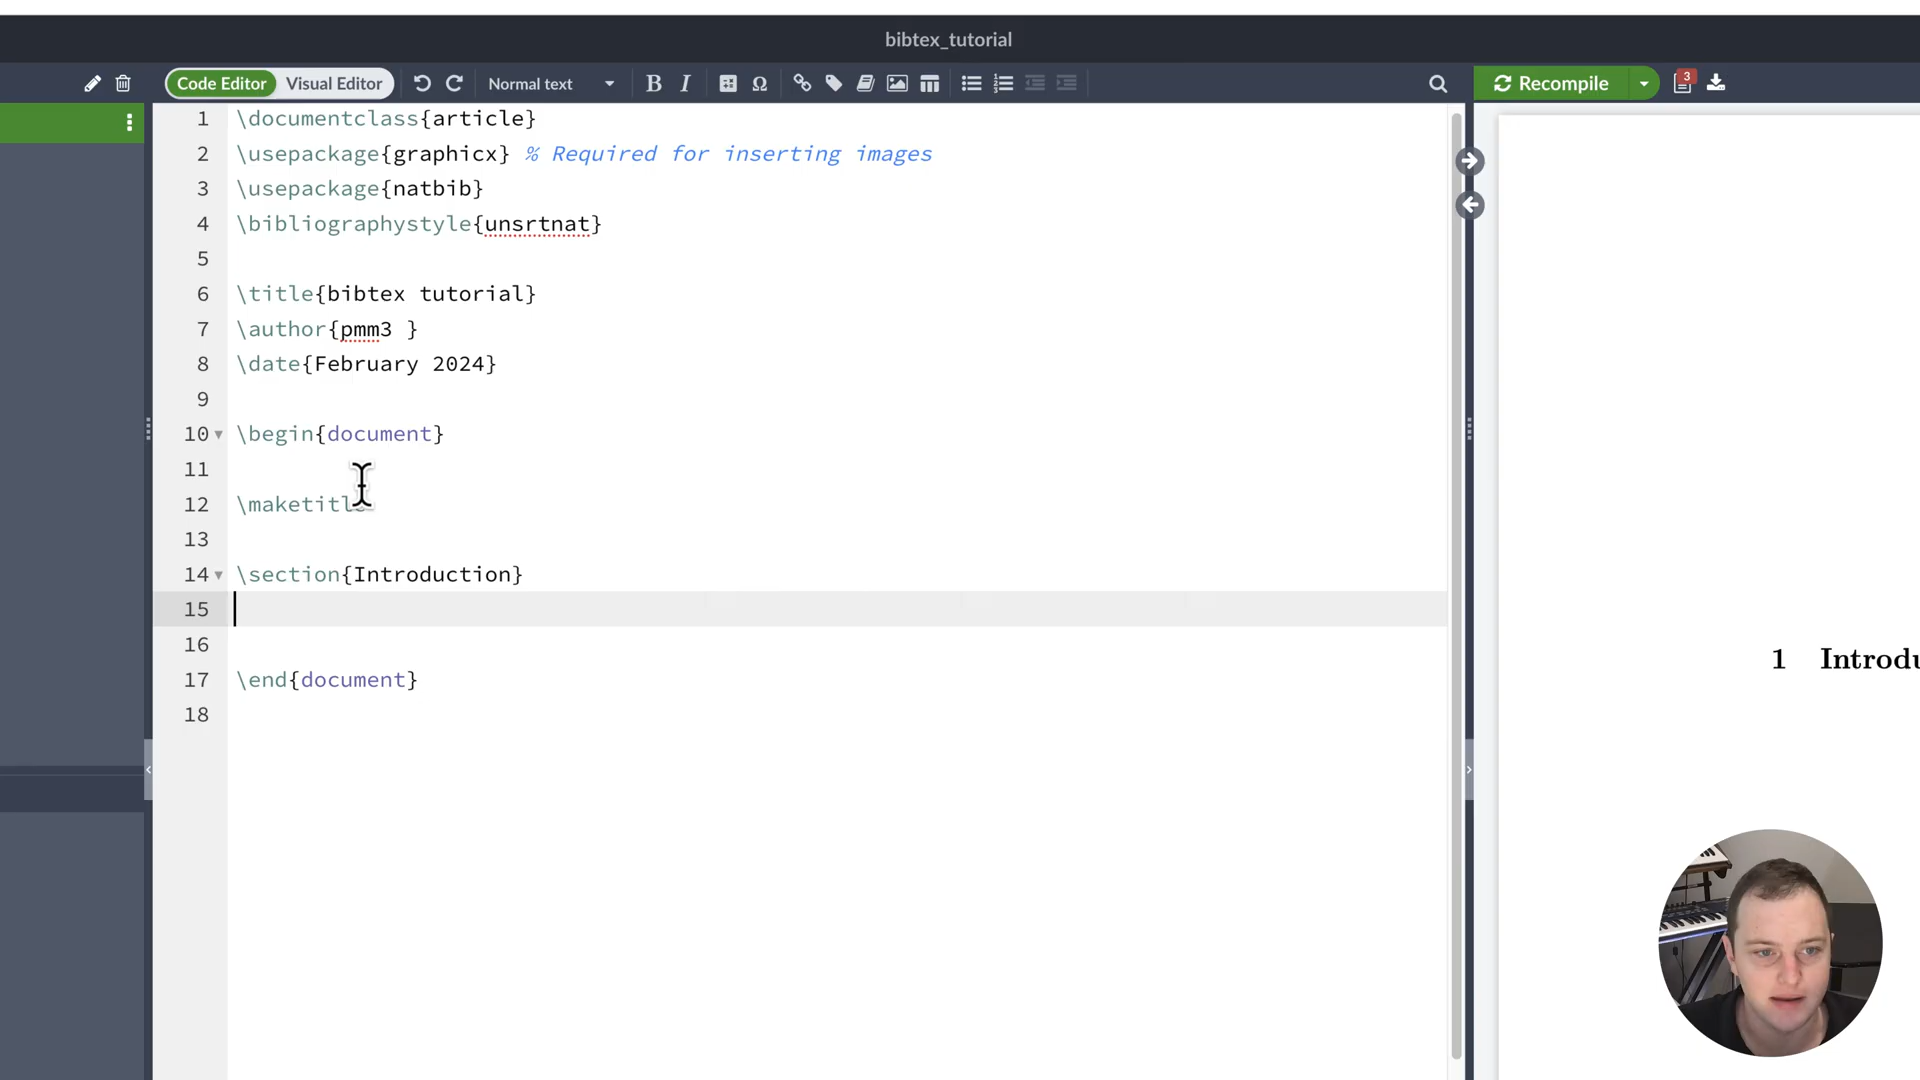 bibtex_tutorial
Code Editor Visual Editor Normal text B I Ω Recompile 3
1 \documentclass{article}
2 \usepackage{graphicx} % Required for inserting images
3 \usepackage{natbib}
4 \bibliographystyle{unsrtnat}
5
6 \title{bibtex tutorial}
7 \author{pmm3 }
8 \date{February 2024}
9
10 \begin{document}
11
12 \maketitle
13
14 \section{Introduction}
15
16
17 \end{document}
18
1 Introdu